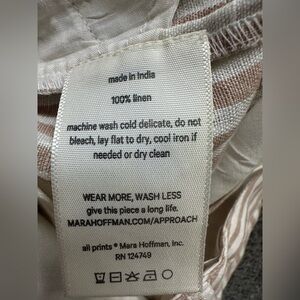 made in India
100% linen
machine wash cold delicate, do not
bleach, lay flat to dry, cool iron if
needed or dry clean
WEAR MORE, WASH LESS
give this piece a long life.
MARAHOFFMAN.COM/APPROACH
all prints ® Mara Hoffman, Inc.
RN 124749